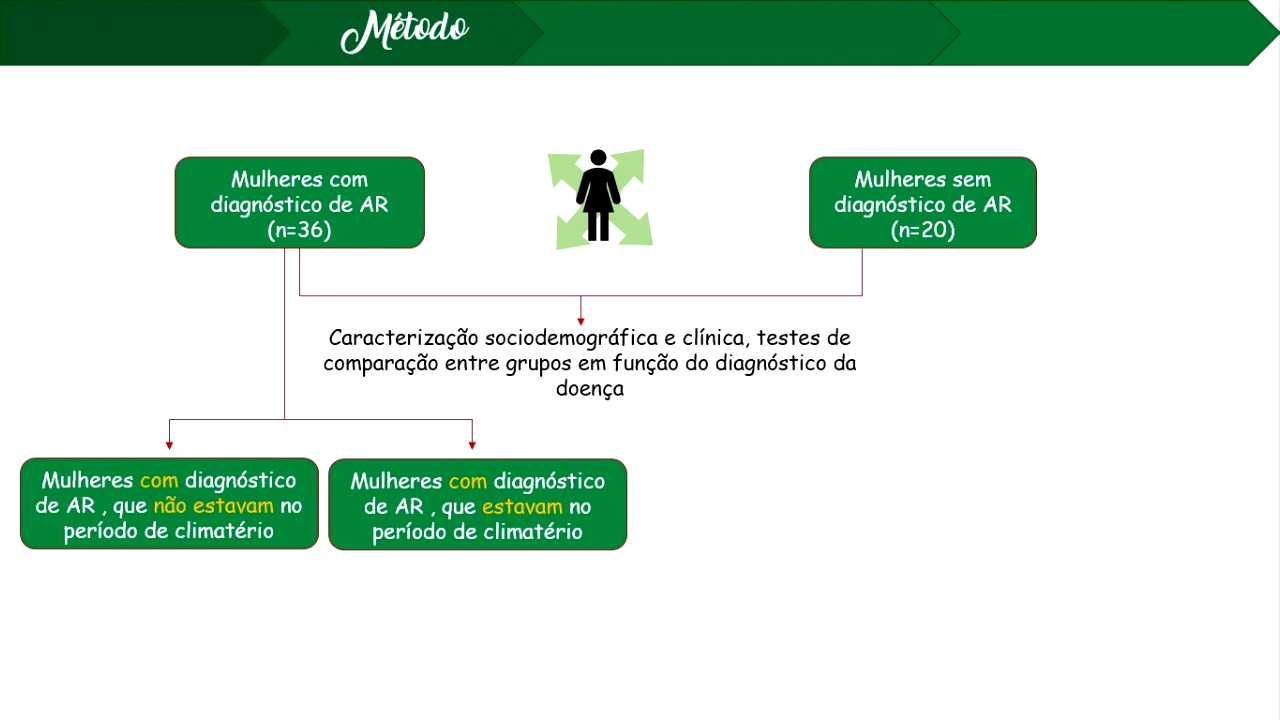 Método
Mulheres com
diagnóstico de AR
(n=36)
Mulheres sem
diagnóstico de AR
(n=20)
Caracterização sociodemográfica e clínica, testes de
comparação entre grupos em função do diagnóstico da
doença
Mulheres com diagnóstico
de AR , que não estavam no
período de climatério
Mulheres com diagnóstico
de AR , que estavam no
período de climatério